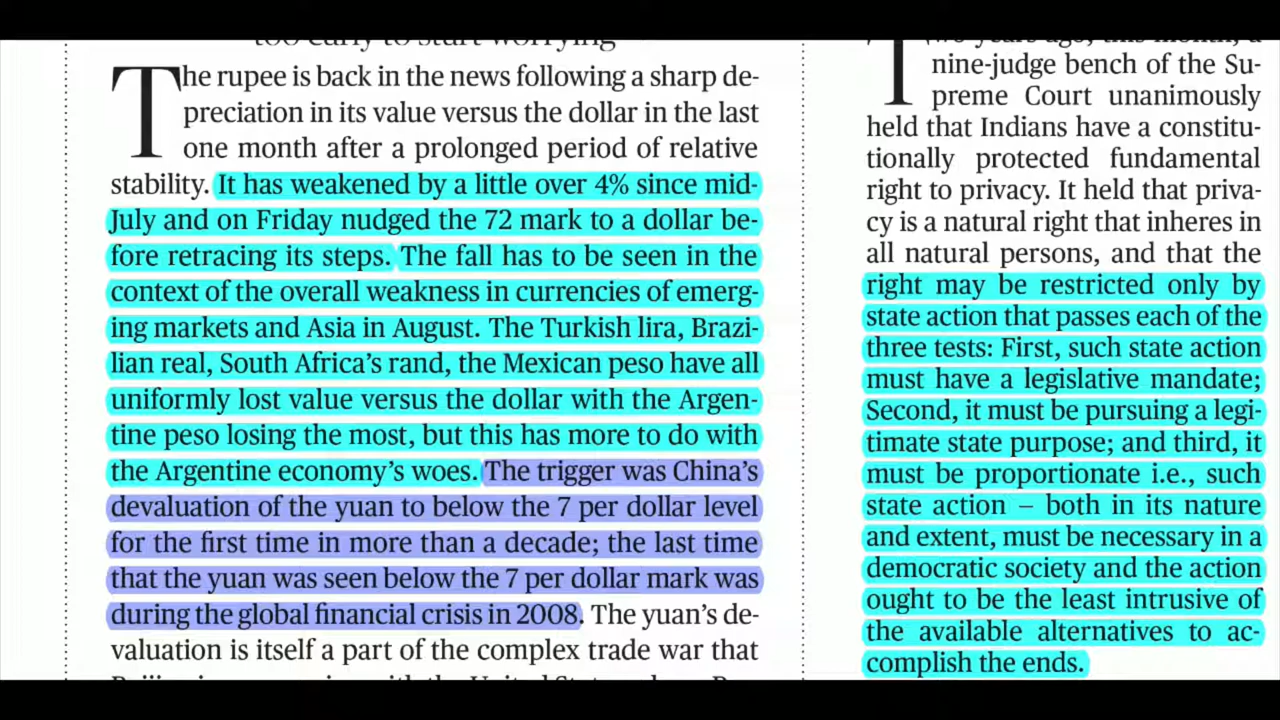 too early to start worrying
The rupee is back in the news following a sharp de-
preciation in its value versus the dollar in the last
one month after a prolonged period of relative
stability. It has weakened by a little over 4% since mid-
July and on Friday nudged the 72 mark to a dollar be-
fore retracing its steps. The fall has to be seen in the
context of the overall weakness in currencies of emerg-
ing markets and Asia in August. The Turkish lira, Brazi-
lian real, South Africa’s rand, the Mexican peso have all
uniformly lost value versus the dollar with the Argen-
tine peso losing the most, but this has more to do with
the Argentine economy’s woes. The trigger was China’s
devaluation of the yuan to below the 7 per dollar level
for the first time in more than a decade; the last time
that the yuan was seen below the 7 per dollar mark was
during the global financial crisis in 2008. The yuan’s de-
valuation is itself a part of the complex trade war that
Two years ago, this month, a
nine-judge bench of the Su-
preme Court unanimously
held that Indians have a constitu-
tionally protected fundamental
right to privacy. It held that priva-
cy is a natural right that inheres in
all natural persons, and that the
right may be restricted only by
state action that passes each of the
three tests: First, such state action
must have a legislative mandate;
Second, it must be pursuing a legi-
timate state purpose; and third, it
must be proportionate i.e., such
state action – both in its nature
and extent, must be necessary in a
democratic society and the action
ought to be the least intrusive of
the available alternatives to ac-
complish the ends.